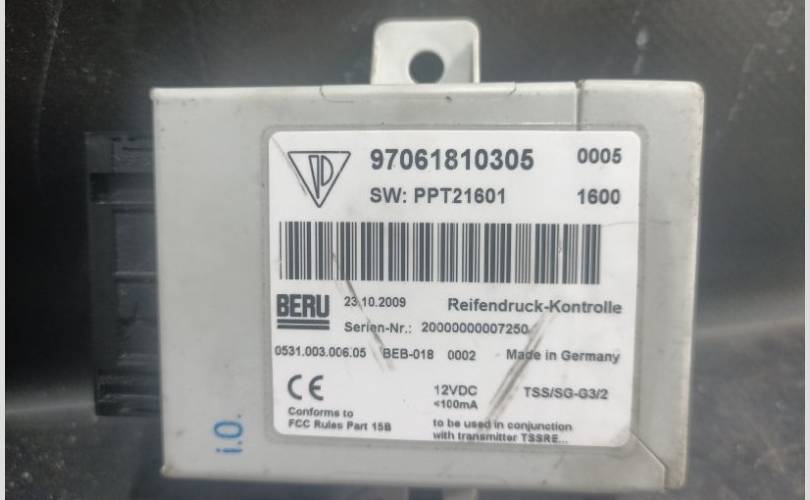 97061810305 0005
SW: PPT21601 1600
BERU 23.10.2009 Reifendruck-Kontrolle
Serien-Nr.: 20000000007250
0531.003.006.05 BEB-018 0002 Made in Germany
CE 12VDC TSS/SG-G3/2
<100mA
Conforms to
FCC Rules Part 15B
to be used in conjunction
with transmitter TSSRE...
i.O.